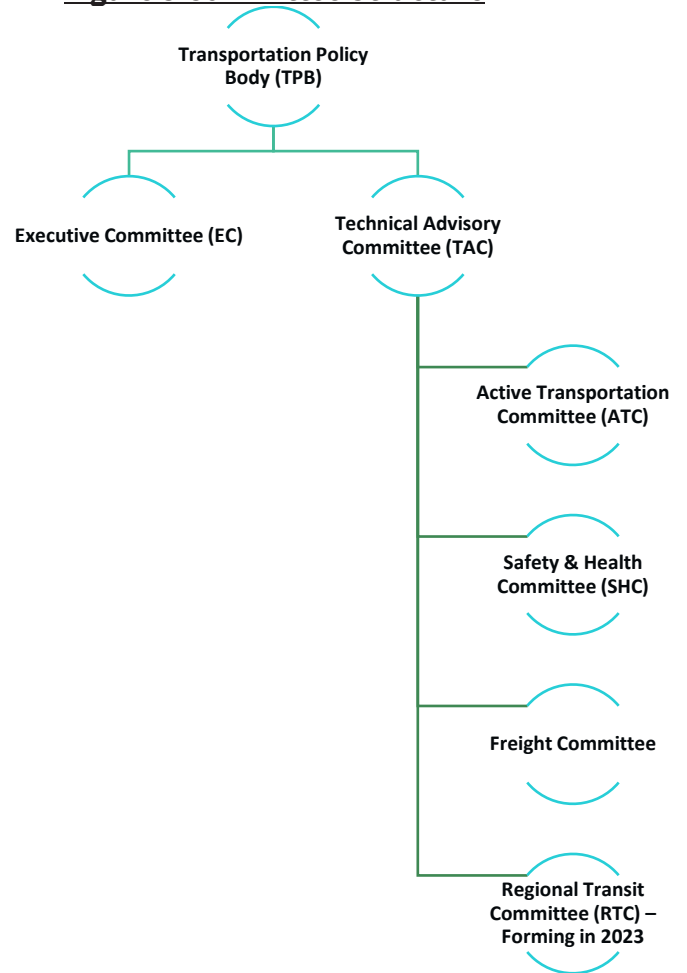 Transportation Policy
Body (TPB)
Executive Committee (EC)
Technical Advisory
Committee (TAC)
Active Transportation
Committee (ATC)
Safety & Health
Committee (SHC)
Freight Committee
Regional Transit
Committee (RTC) –
Forming in 2023